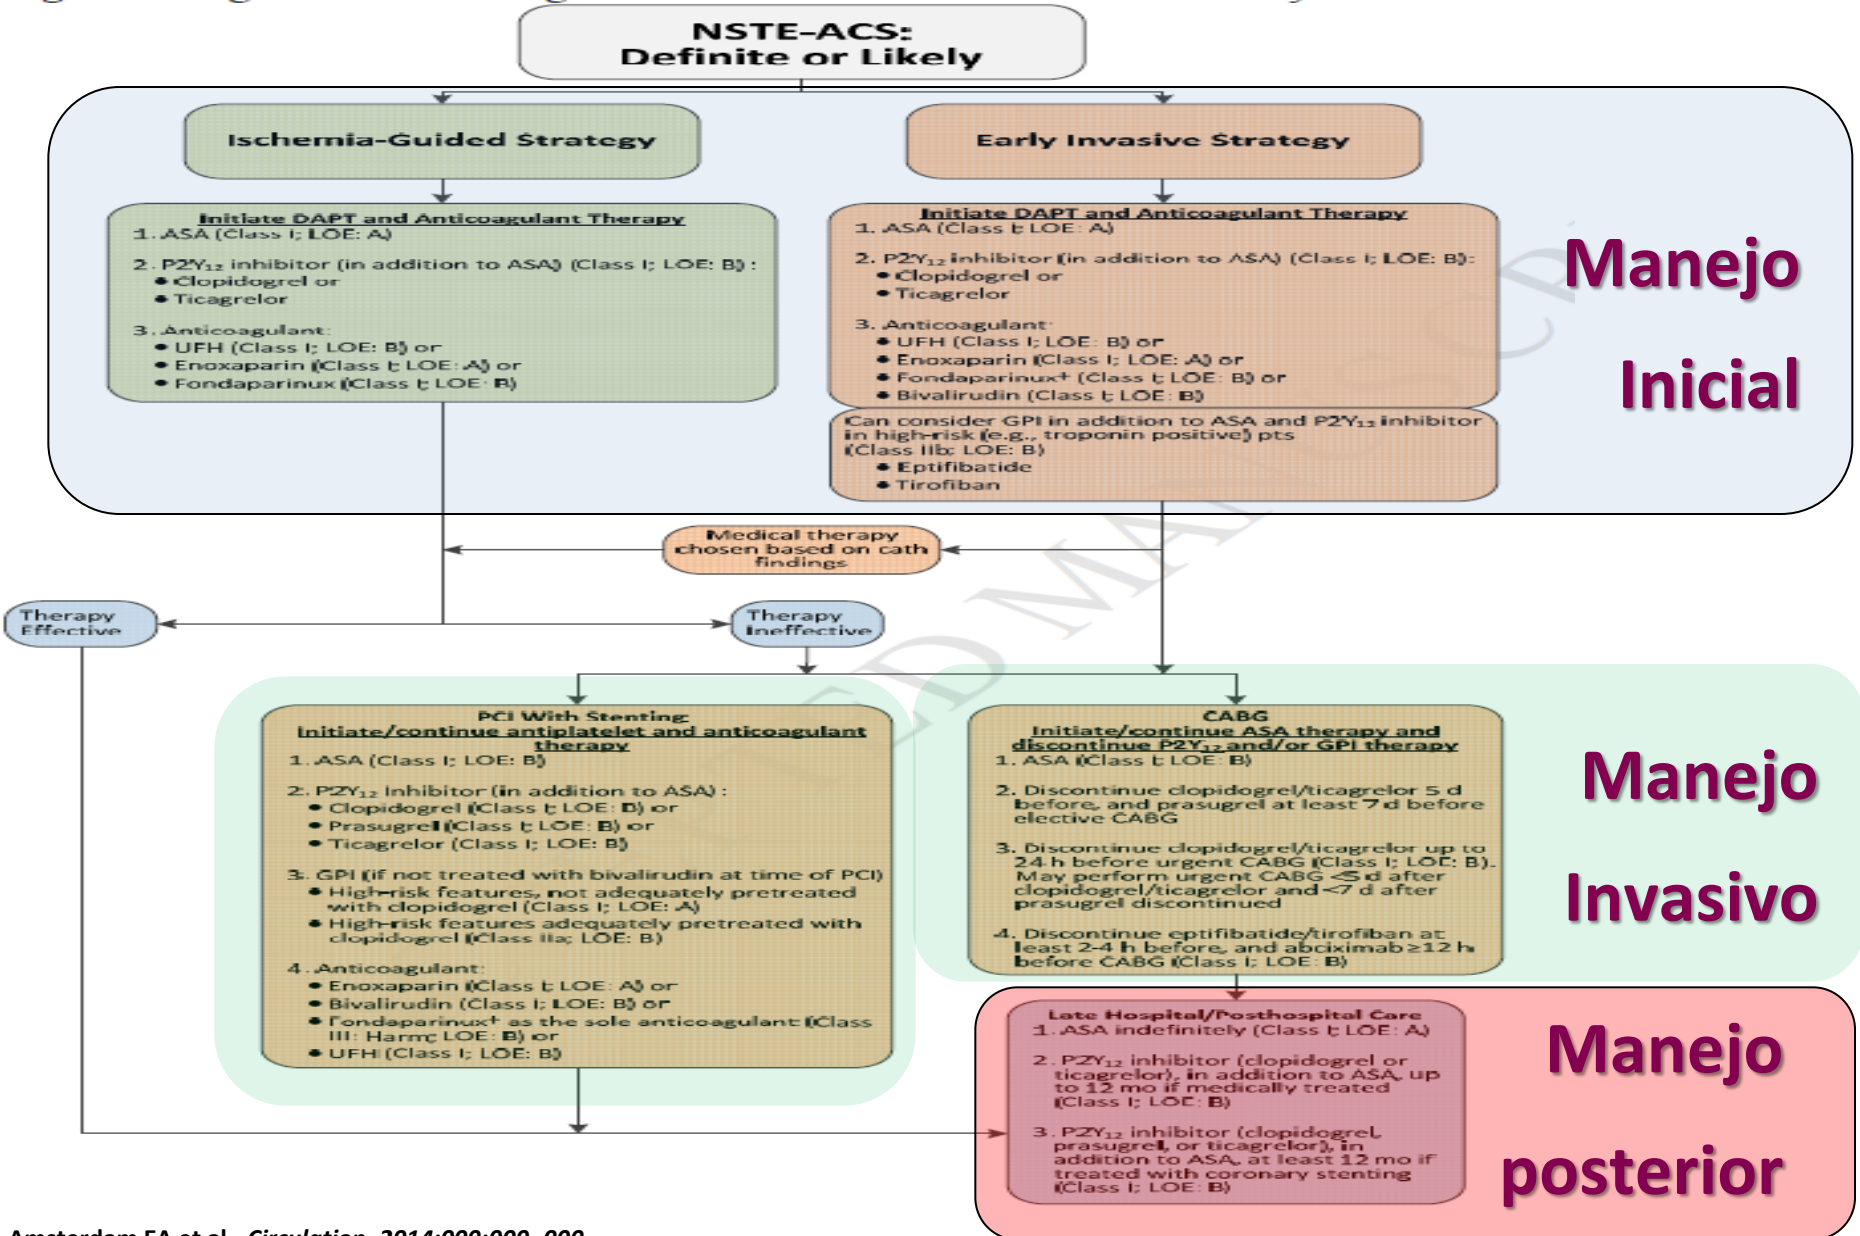 NSTE-ACS:
Definite or Likely
Ischemia-Guided Strategy
Early Invasive Strategy
Initiate DAPT and Anticoagulant Therapy
1. ASA (Class I; LOE: A)
2. P2Y₁₂ inhibitor (in addition to ASA) (Class I; LOE: B) :
● Clopidogrel or
● Ticagrelor
3. Anticoagulant:
● UFH (Class I; LOE: B) or
● Enoxaparin (Class I; LOE: A) or
● Fondaparinux (Class I; LOE: B)
Initiate DAPT and Anticoagulant Therapy
1. ASA (Class I; LOE: A)
2. P2Y₁₂ inhibitor (in addition to ASA) (Class I; LOE: B):
● Clopidogrel or
● Ticagrelor
3. Anticoagulant:
● UFH (Class I; LOE: B) or
● Enoxaparin (Class I; LOE: A) or
● Fondaparinux⁺ (Class I; LOE: B) or
● Bivalirudin (Class I; LOE: B)
Can consider GPI in addition to ASA and P2Y₁₂ inhibitor
in high-risk (e.g., troponin positive) pts
(Class IIb; LOE: B)
● Eptifibatide
● Tirofiban
Manejo
Inicial
Medical therapy
chosen based on cath
findings
Therapy
Effective
Therapy
Ineffective
PCI With Stenting
Initiate/continue antiplatelet and anticoagulant
therapy
1. ASA (Class I; LOE: B)
2. P2Y₁₂ Inhibitor (in addition to ASA) :
● Clopidogrel (Class I; LOE: B) or
● Prasugrel (Class I; LOE: B) or
● Ticagrelor (Class I; LOE: B)
3. GPI (if not treated with bivalirudin at time of PCI)
● High-risk features, not adequately pretreated
with clopidogrel (Class I; LOE: A)
● High-risk features adequately pretreated with
clopidogrel (Class IIa; LOE: B)
4. Anticoagulant:
● Enoxaparin (Class I; LOE: A) or
● Bivalirudin (Class I; LOE: B) or
● Fondaparinux⁺ as the sole anticoagulant (Class
III: Harm; LOE: B) or
● UFH (Class I; LOE: B)
CABG
Initiate/continue ASA therapy and
discontinue P2Y₁₂ and/or GPI therapy
1. ASA (Class I; LOE: B)
2. Discontinue clopidogrel/ticagrelor 5 d
before, and prasugrel at least 7 d before
elective CABG
3. Discontinue clopidogrel/ticagrelor up to
24 h before urgent CABG (Class I; LOE: B).
May perform urgent CABG <5 d after
clopidogrel/ticagrelor and <7 d after
prasugrel discontinued
4. Discontinue eptifibatide/tirofiban at
least 2-4 h before, and abciximab ≥12 h
before CABG (Class I; LOE: B)
Manejo
Invasivo
Late Hospital/Posthospital Care
1. ASA indefinitely (Class I; LOE: A)
2. P2Y₁₂ inhibitor (clopidogrel or
ticagrelor), in addition to ASA, up
to 12 mo if medically treated
(Class I; LOE: B)
3. P2Y₁₂ inhibitor (clopidogrel,
prasugrel, or ticagrelor), in
addition to ASA, at least 12 mo if
treated with coronary stenting
(Class I; LOE: B)
Manejo
posterior
Amsterdam EA et al. Circulation. 2014;000:000-000